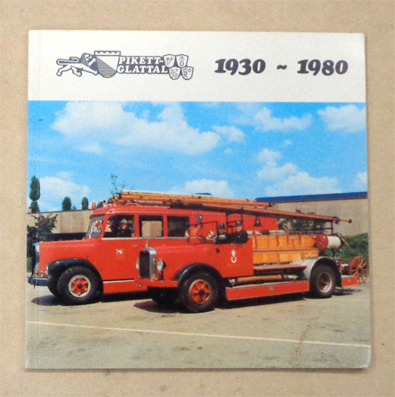 PIKETT-
GLATTAL
1930 ~ 1980